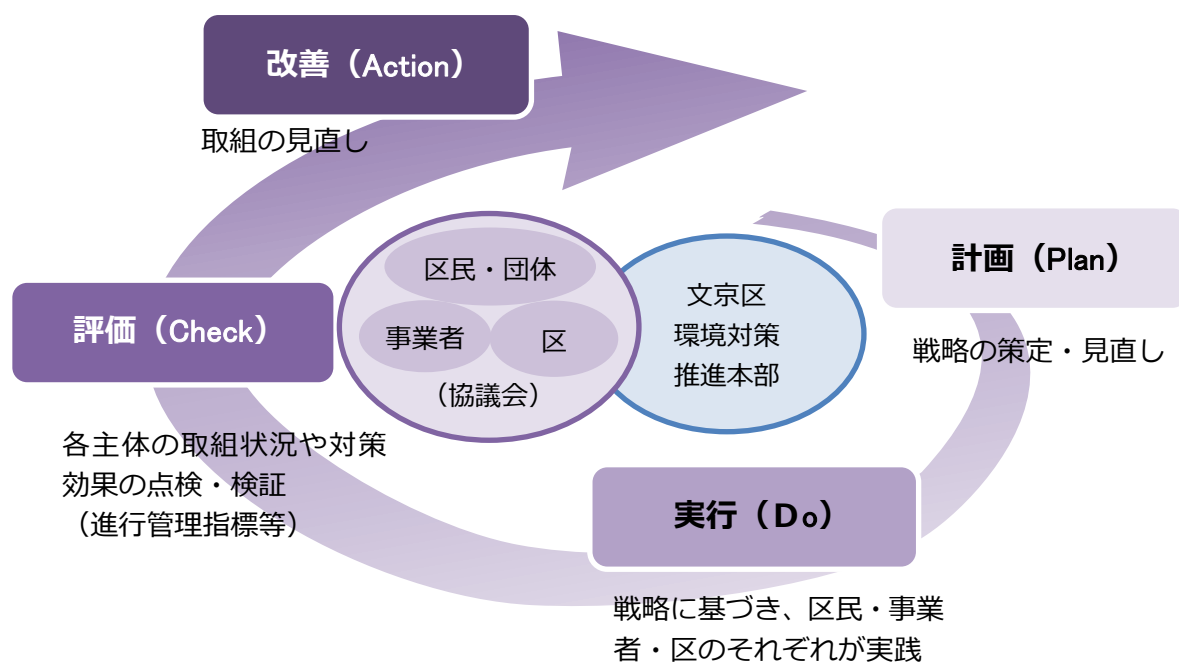 改善（Action）
取組の見直し
計画（Plan）
戦略の策定・見直し
区民・団体
事業者
区
（協議会）
文京区
環境対策
推進本部
評価（Check）
各主体の取組状況や対策
効果の点検・検証
（進行管理指標等）
実行（Ｄo）
戦略に基づき、区民・事業
者・区のそれぞれが実践